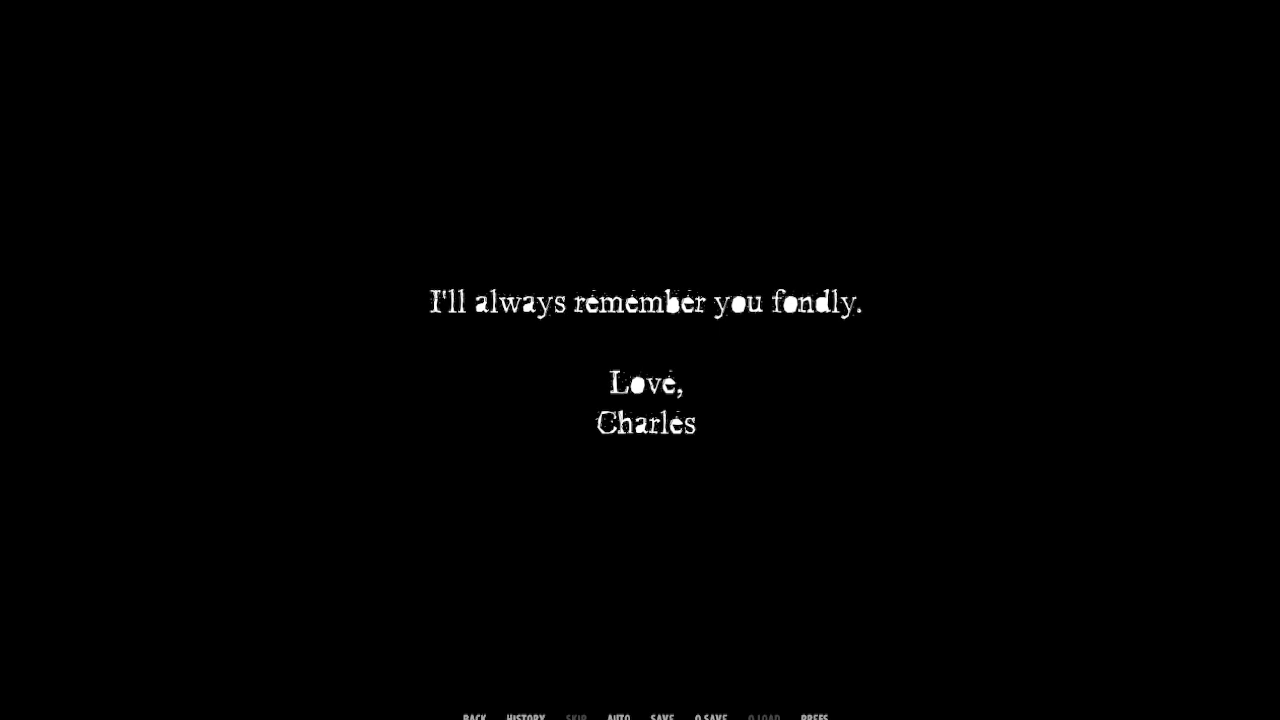 I'll always remember you fondly.
Love,
Charles
BACK HISTORY SKIP AUTO SAVE Q.SAVE Q.LOAD PREFS